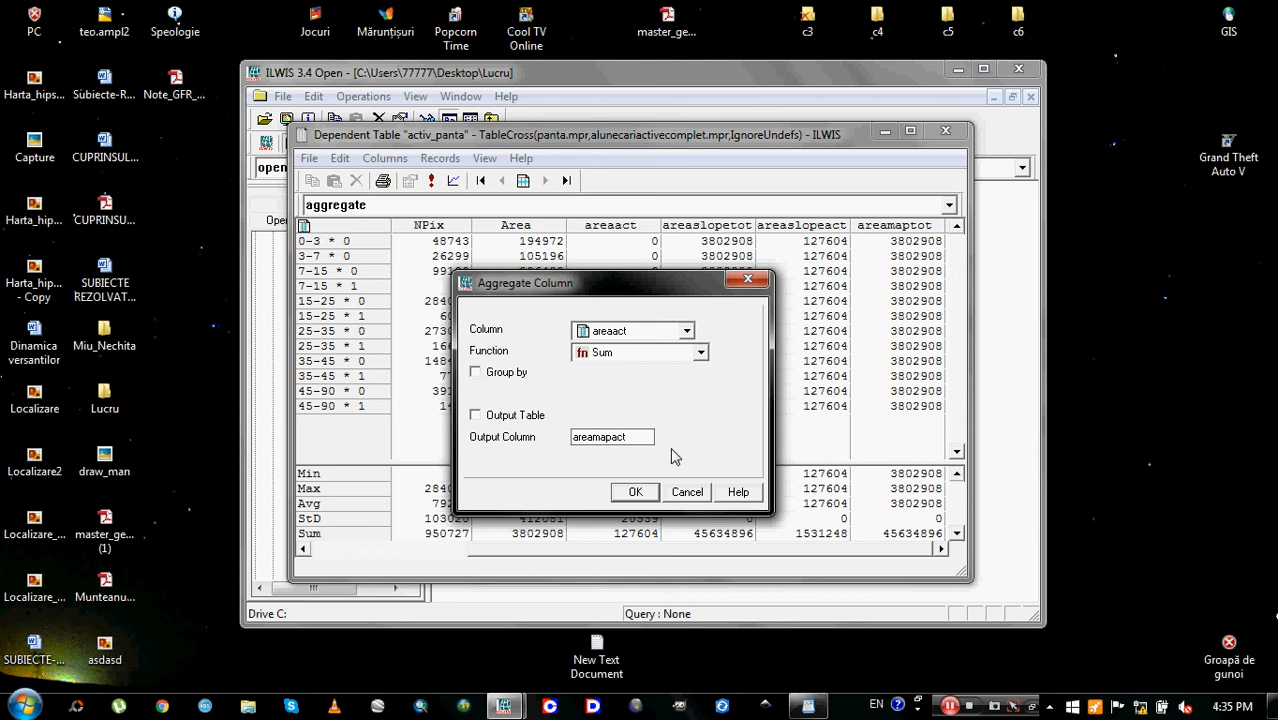 PC
teo.ampl2
Speologie
Jocuri
Mărunțișuri
Popcorn Time
Cool TV Online
master_ge...
c3
c4
c5
c6
GIS
ILWIS 3.4 Open - [C:\Users\77777\Desktop\Lucru]
File Edit Operations View Window Help
Harta_hips...
Subiecte-R...
Note_GFR_...
Dependent Table "activ_panta" - TableCross(panta.mpr,alunecariactivecomplet.mpr,IgnoreUndefs) - ILWIS
File Edit Columns Records View Help
Capture
CUPRINSUL...
Grand Theft Auto V
aggregate
NPix Area areaact areaslopetot areaslopeact areamaptot
0-3 * 0 48743 194972 0 3802908 127604 3802908
3-7 * 0 26299 105196 0 3802908 127604 3802908
7-15 * 0
7-15 * 1 127604 3802908
15-25 * 0 127604 3802908
15-25 * 1 127604 3802908
25-35 * 0 127604 3802908
25-35 * 1 127604 3802908
35-45 * 0 127604 3802908
35-45 * 1 127604 3802908
45-90 * 0 127604 3802908
45-90 * 1 127604 3802908
Harta_hip...
CUPRINSU...
Harta_hip... - Copy
SUBIECTE REZOLVAT...
Dinamica versantilor
Miu_Nechita
Localizare
Lucru
Localizare2
draw_man
Localizare_...
master_ge... (1)
Localizare_...
Munteanu...
SUBIECTE-...
asdasd
Aggregate Column
Column areaact
Function fn Sum
Group by
Output Table
Output Column areamapact
OK Cancel Help
Min 127604 3802908
Max 127604 3802908
Avg 127604 3802908
StD 103020 412081 20539 0 0 0
Sum 950727 3802908 127604 45634896 1531248 45634896
Drive C:
Query : None
New Text Document
Groapă de gunoi
EN
4:35 PM